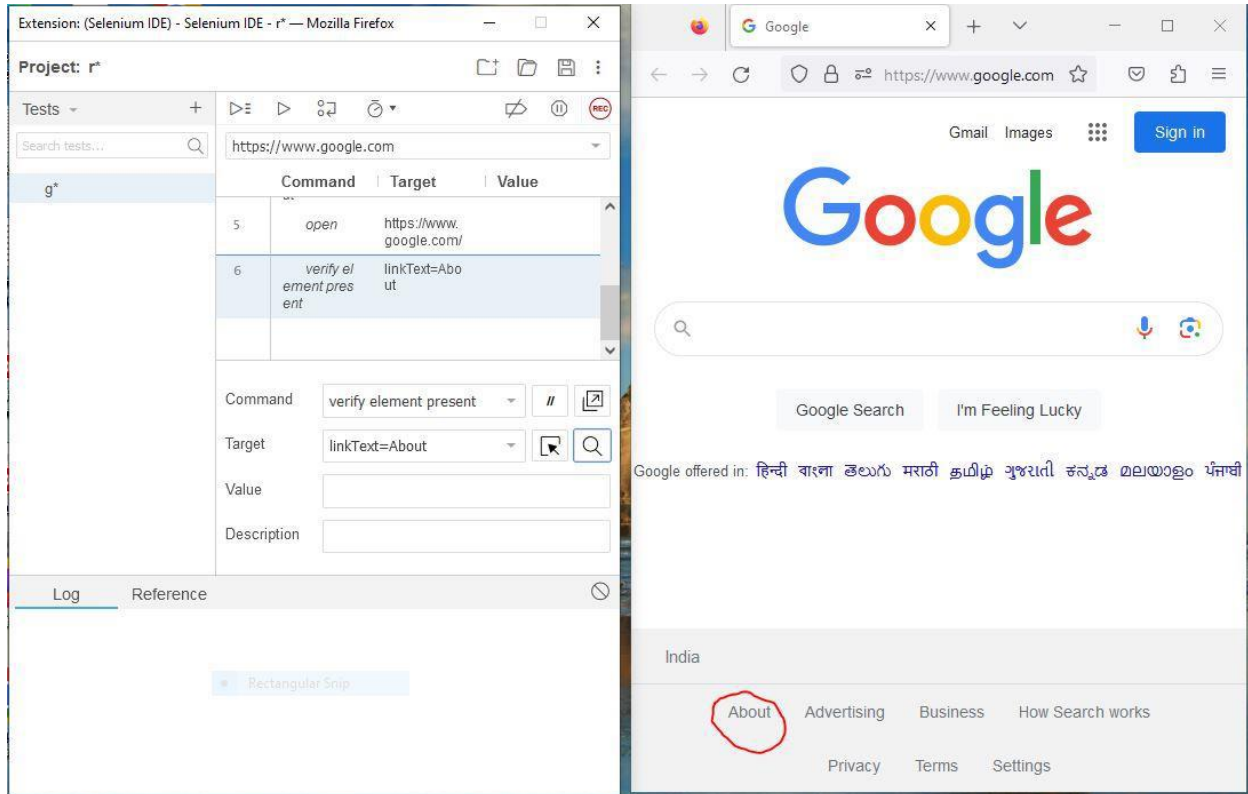 Extension: (Selenium IDE) - Selenium IDE - r* — Mozilla Firefox
Project: r*
Tests
Search tests...
g*
REC
https://www.google.com
Command Target Value
ut
5 open https://www.
google.com/
6 verify el linkText=Abo
ement pres ut
ent
Command verify element present //
Target linkText=About
Value
Description
Log Reference
Rectangular Snip
Google
https://www.google.com
Gmail Images Sign in
Google
Google Search I'm Feeling Lucky
Google offered in: हिन्दी বাংলা తెలుగు मराठी தமிழ் ગુજરાતી ಕನ್ನಡ മലയാളം ਪੰਜਾਬੀ
India
About Advertising Business How Search works
Privacy Terms Settings